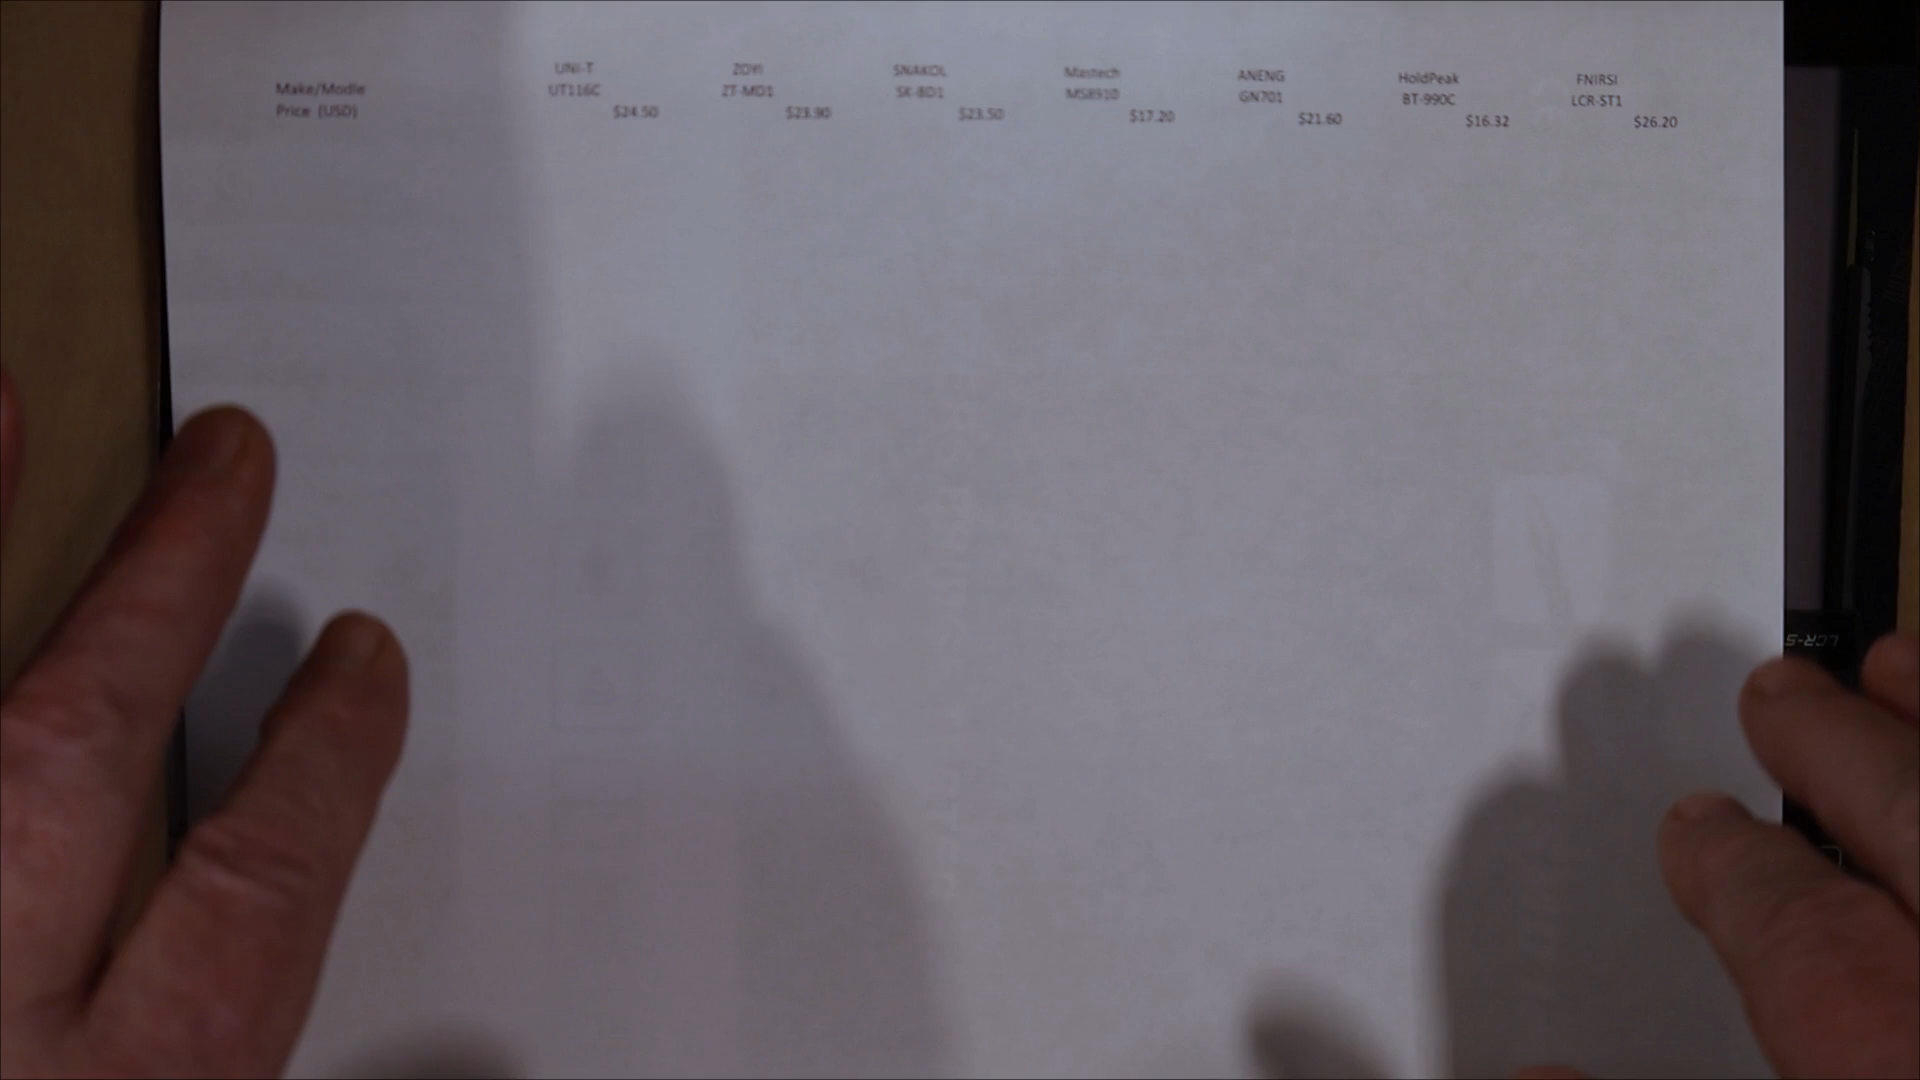 UNI-T ZOYI SNAKOL Mastech ANENG HoldPeak FNIRSI
Make/Modle UT116C ZT-MD1 SK-8D1 MS8910 GN701 BT-990C LCR-ST1
Price (USD) $24.50 $23.90 $23.50 $17.20 $21.60 $16.32 $26.20
LCR-S